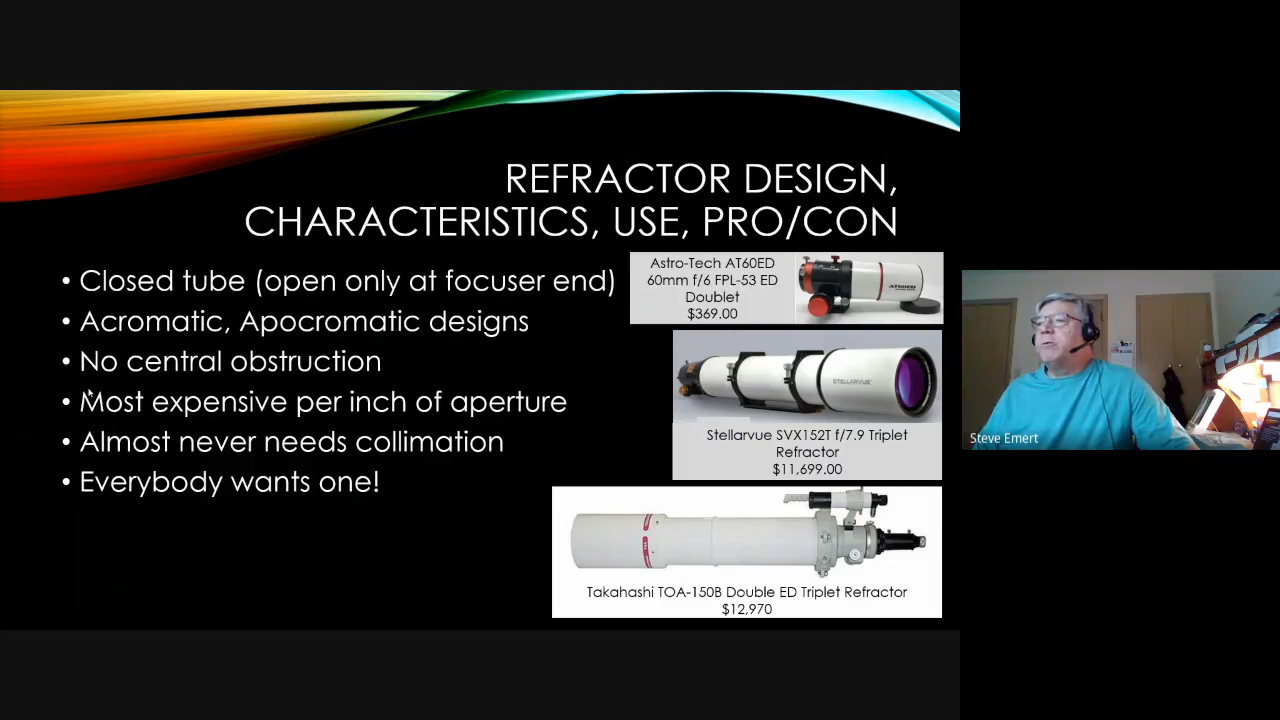 REFRACTOR DESIGN,
CHARACTERISTICS, USE, PRO/CON
• Closed tube (open only at focuser end)
• Acromatic, Apocromatic designs
• No central obstruction
• Most expensive per inch of aperture
• Almost never needs collimation
• Everybody wants one!
Astro-Tech AT60ED
60mm f/6 FPL-53 ED
Doublet
$369.00
AT60ED
STELLARVUE
Stellarvue SVX152T f/7.9 Triplet
Refractor
$11,699.00
Takahashi TOA-150B Double ED Triplet Refractor
$12,970
Steve Emert